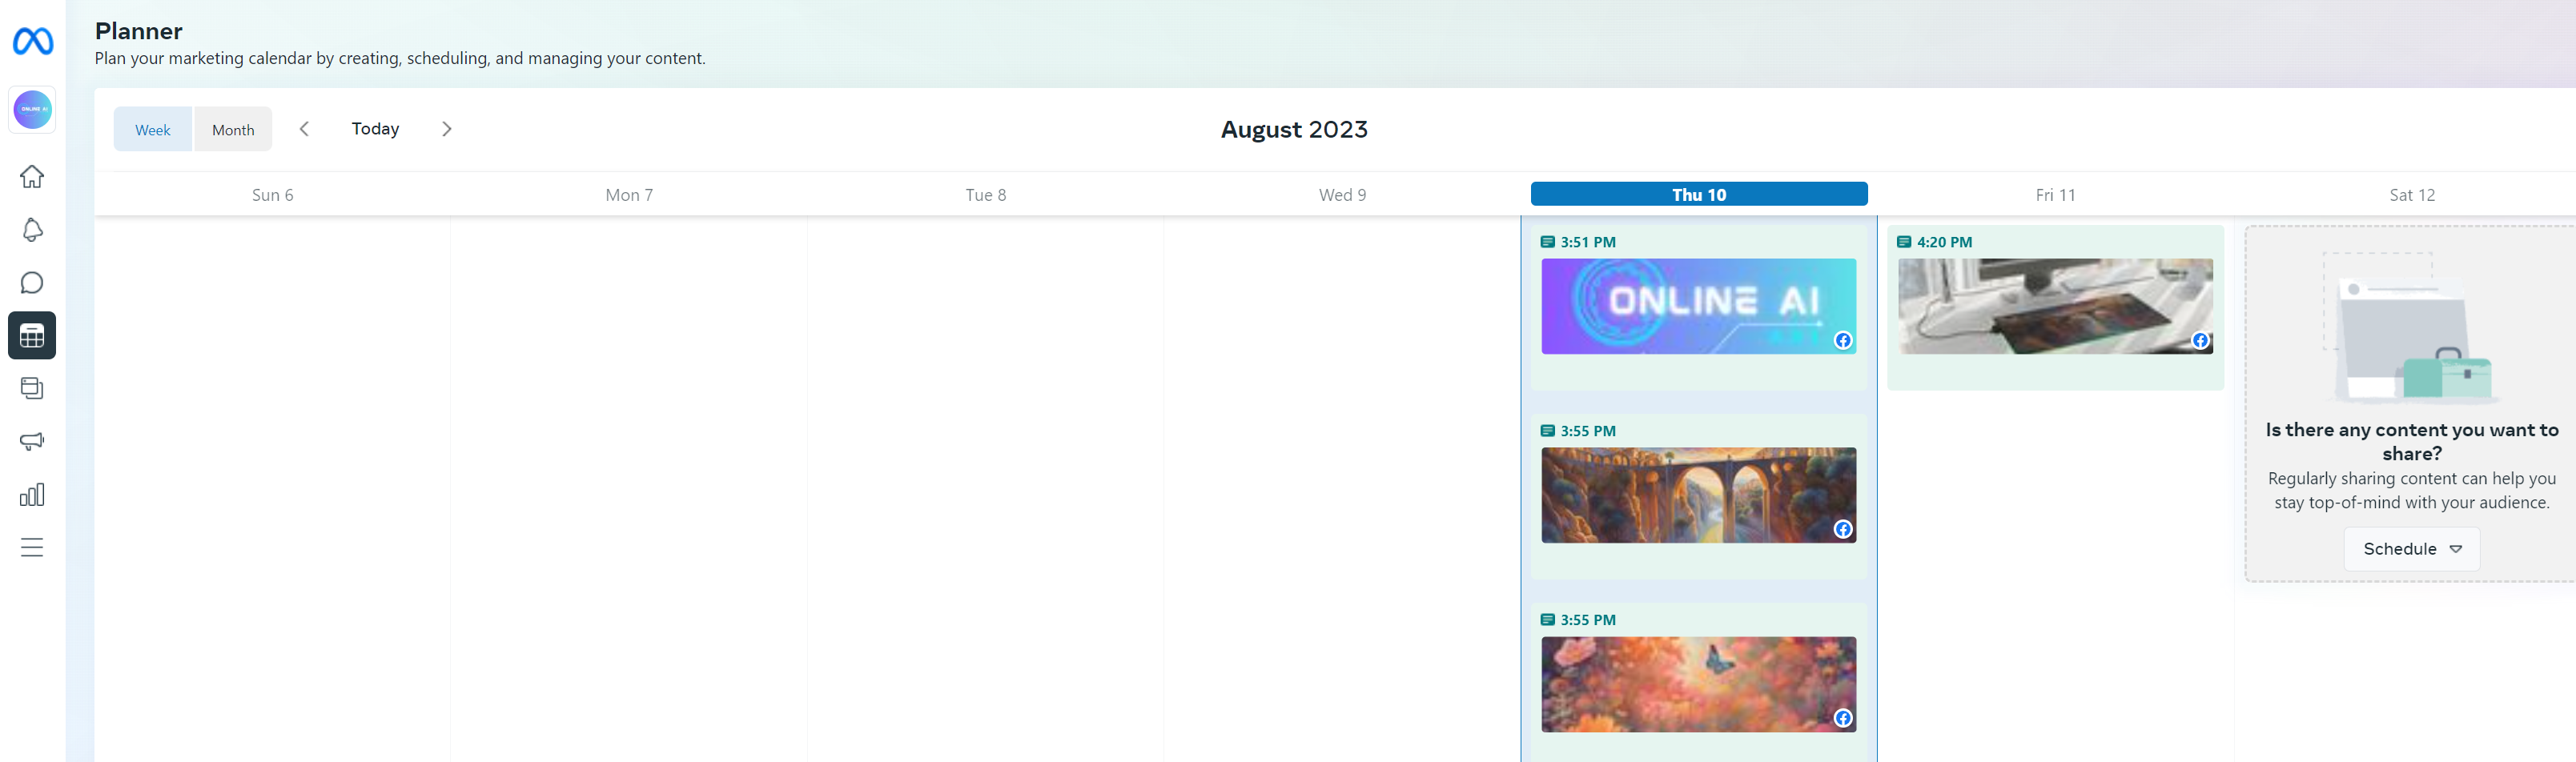 Planner
Plan your marketing calendar by creating, scheduling, and managing your content.
ONLINE AI
Week
Month
Today
August 2023
Sun 6
Mon 7
Tue 8
Wed 9
Thu 10
Fri 11
Sat 12
3:51 PM
ONLINE AI
3:55 PM
3:55 PM
4:20 PM
Is there any content you want to
share?
Regularly sharing content can help you
stay top-of-mind with your audience.
Schedule